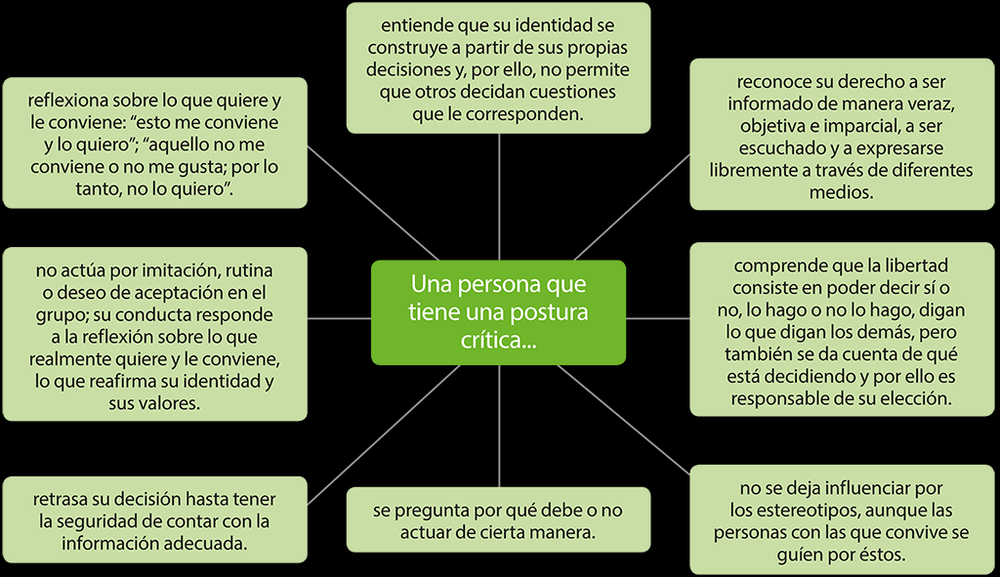 entiende que su identidad se
construye a partir de sus propias
decisiones y, por ello, no permite
que otros decidan cuestiones
que le corresponden.
reflexiona sobre lo que quiere y
le conviene: “esto me conviene
y lo quiero”; “aquello no me
conviene o no me gusta; por lo
tanto, no lo quiero”.
reconoce su derecho a ser
informado de manera veraz,
objetiva e imparcial, a ser
escuchado y a expresarse
libremente a través de diferentes
medios.
no actúa por imitación, rutina
o deseo de aceptación en el
grupo; su conducta responde
a la reflexión sobre lo que
realmente quiere y le conviene,
lo que reafirma su identidad y
sus valores.
Una persona que
tiene una postura
crítica...
comprende que la libertad
consiste en poder decir sí o
no, lo hago o no lo hago, digan
lo que digan los demás, pero
también se da cuenta de qué
está decidiendo y por ello es
responsable de su elección.
retrasa su decisión hasta tener
la seguridad de contar con la
información adecuada.
se pregunta por qué debe o no
actuar de cierta manera.
no se deja influenciar por
los estereotipos, aunque las
personas con las que convive se
guíen por éstos.